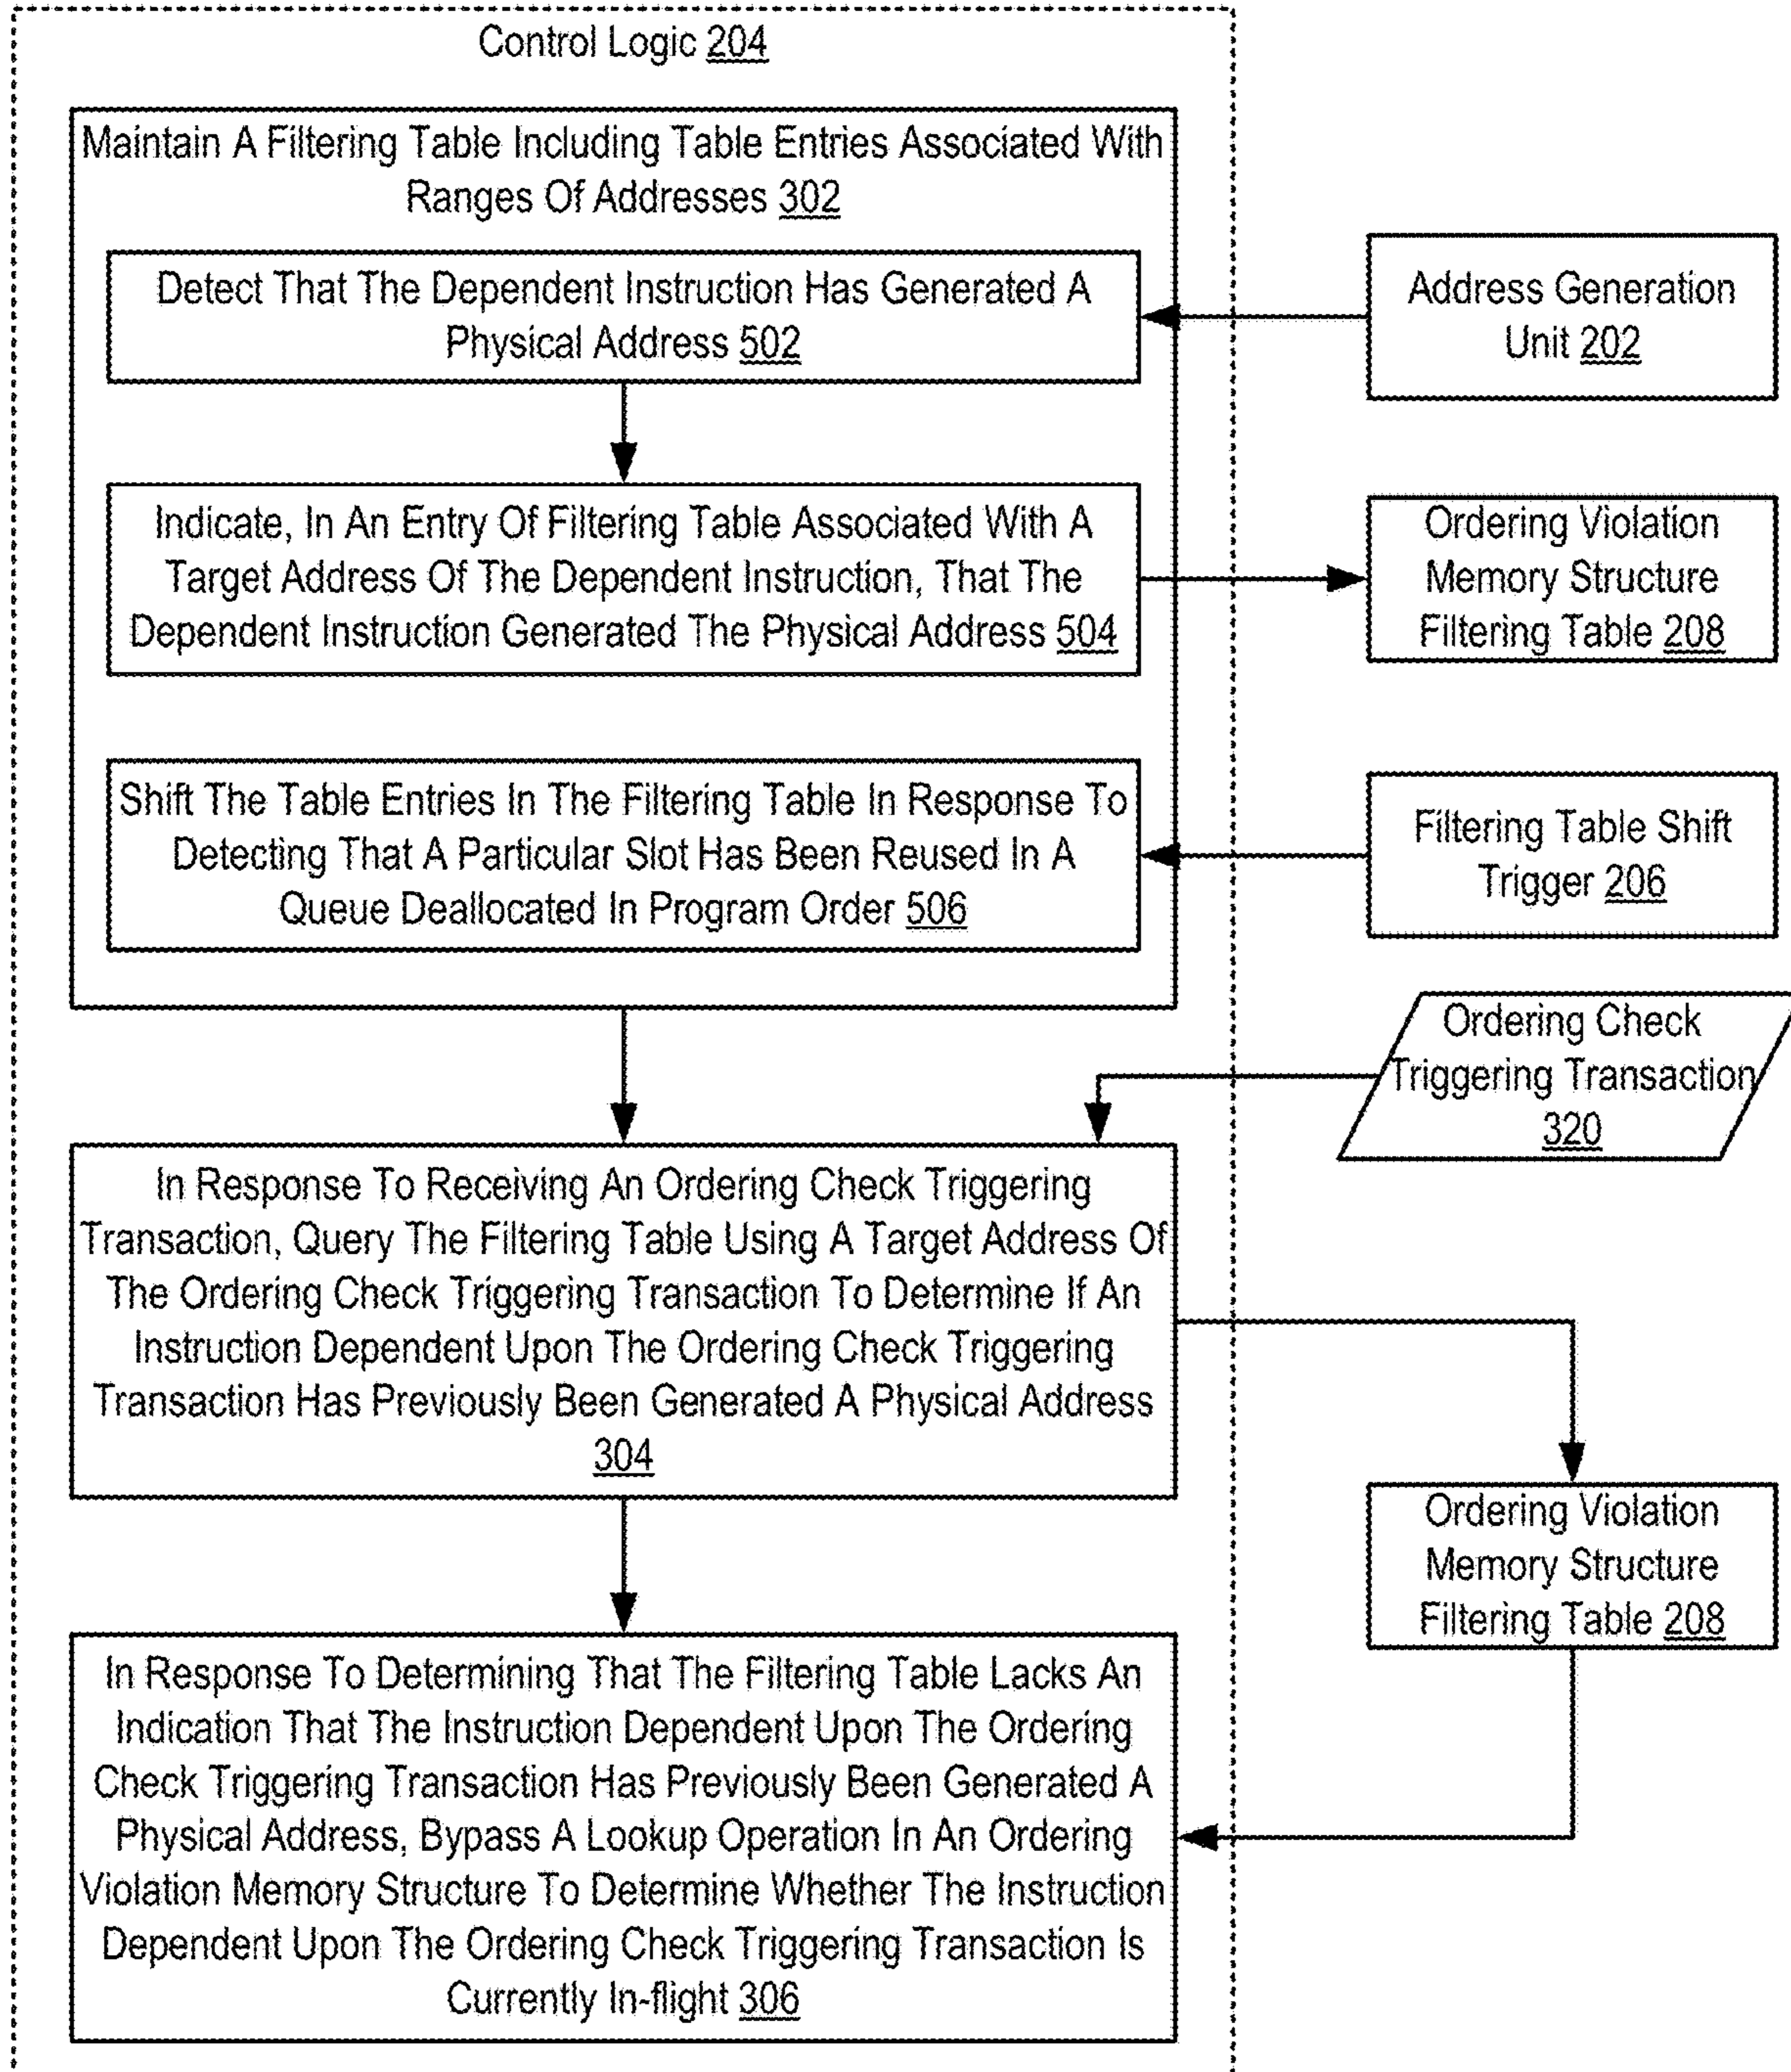 Control Logic 204
Maintain A Filtering Table Including Table Entries Associated With
Ranges Of Addresses 302
Detect That The Dependent Instruction Has Generated A
Physical Address 502
Address Generation
Unit 202
Indicate, In An Entry Of Filtering Table Associated With A
Target Address Of The Dependent Instruction, That The
Dependent Instruction Generated The Physical Address 504
Ordering Violation
Memory Structure
Filtering Table 208
Shift The Table Entries In The Filtering Table In Response To
Detecting That A Particular Slot Has Been Reused In A
Queue Deallocated In Program Order 506
Filtering Table Shift
Trigger 206
Ordering Check
Triggering Transaction
320
In Response To Receiving An Ordering Check Triggering
Transaction, Query The Filtering Table Using A Target Address Of
The Ordering Check Triggering Transaction To Determine If An
Instruction Dependent Upon The Ordering Check Triggering
Transaction Has Previously Been Generated A Physical Address
304
Ordering Violation
Memory Structure
Filtering Table 208
In Response To Determining That The Filtering Table Lacks An
Indication That The Instruction Dependent Upon The Ordering
Check Triggering Transaction Has Previously Been Generated A
Physical Address, Bypass A Lookup Operation In An Ordering
Violation Memory Structure To Determine Whether The Instruction
Dependent Upon The Ordering Check Triggering Transaction Is
Currently In-flight 306